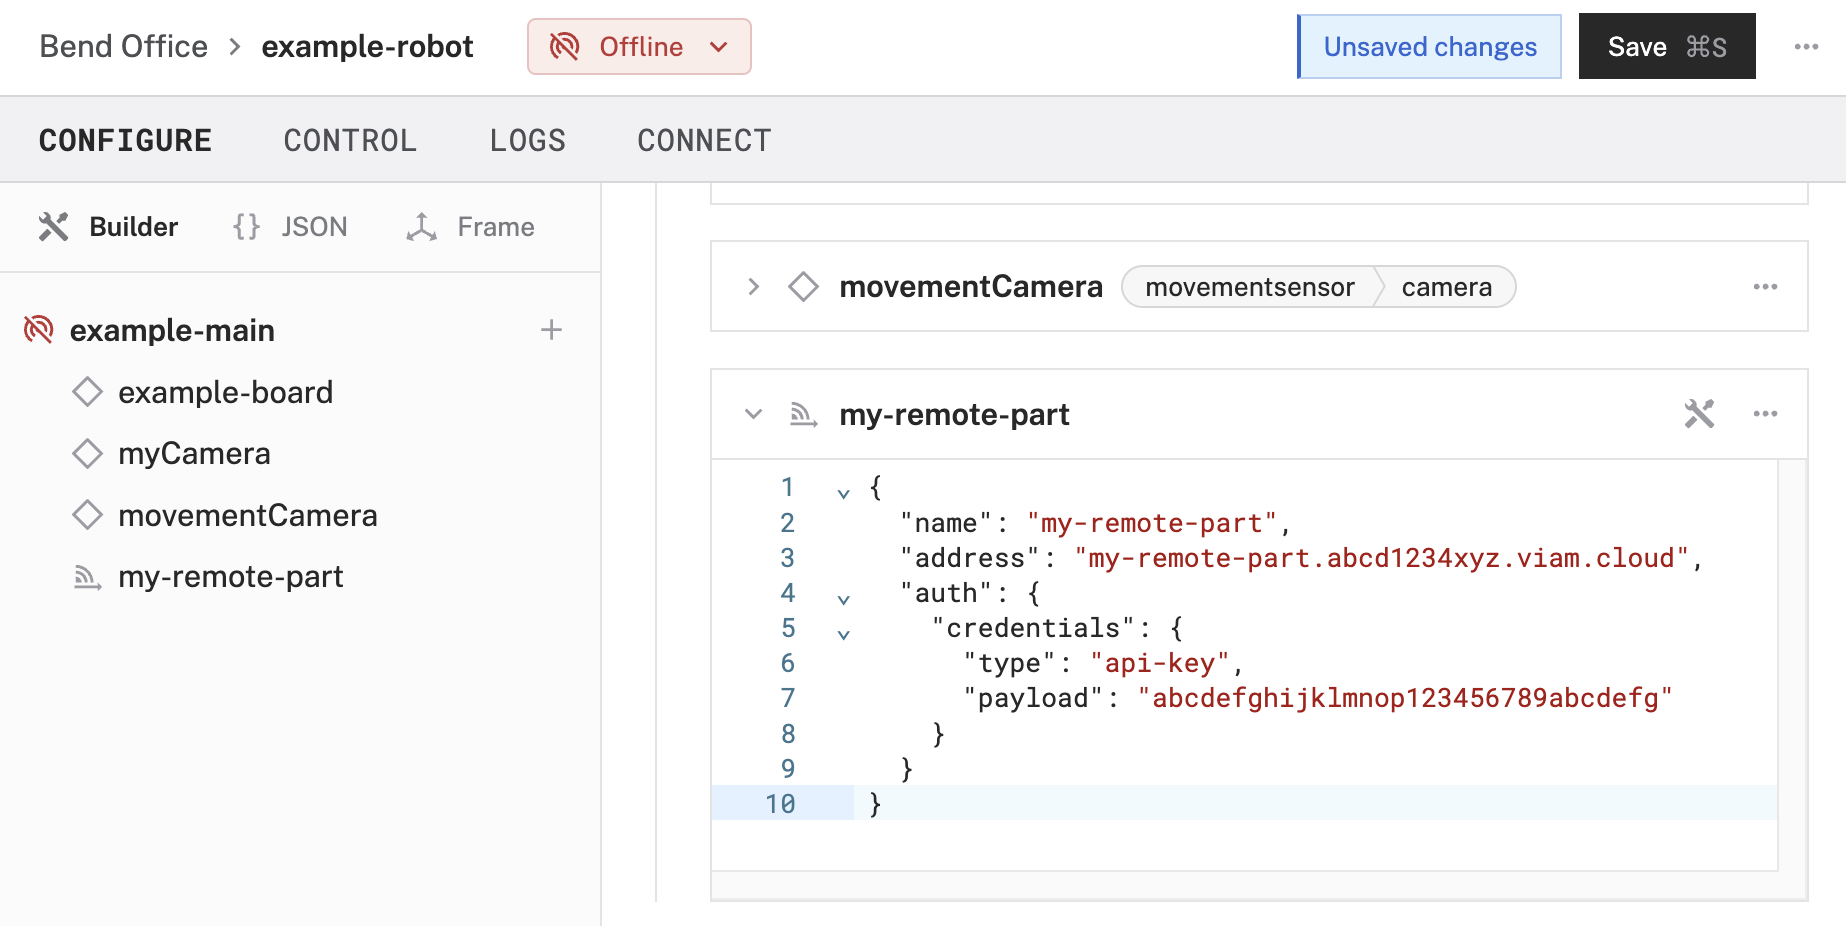 Bend Office > example-robot Offline Unsaved changes Save ⌘S ...
CONFIGURE CONTROL LOGS CONNECT
Builder {} JSON Frame
example-main +
example-board
myCamera
movementCamera
my-remote-part
movementCamera movementsensor camera ...
my-remote-part ...
1 {
2 "name": "my-remote-part",
3 "address": "my-remote-part.abcd1234xyz.viam.cloud",
4 "auth": {
5 "credentials": {
6 "type": "api-key",
7 "payload": "abcdefghijklmnop123456789abcdefg"
8 }
9 }
10 }